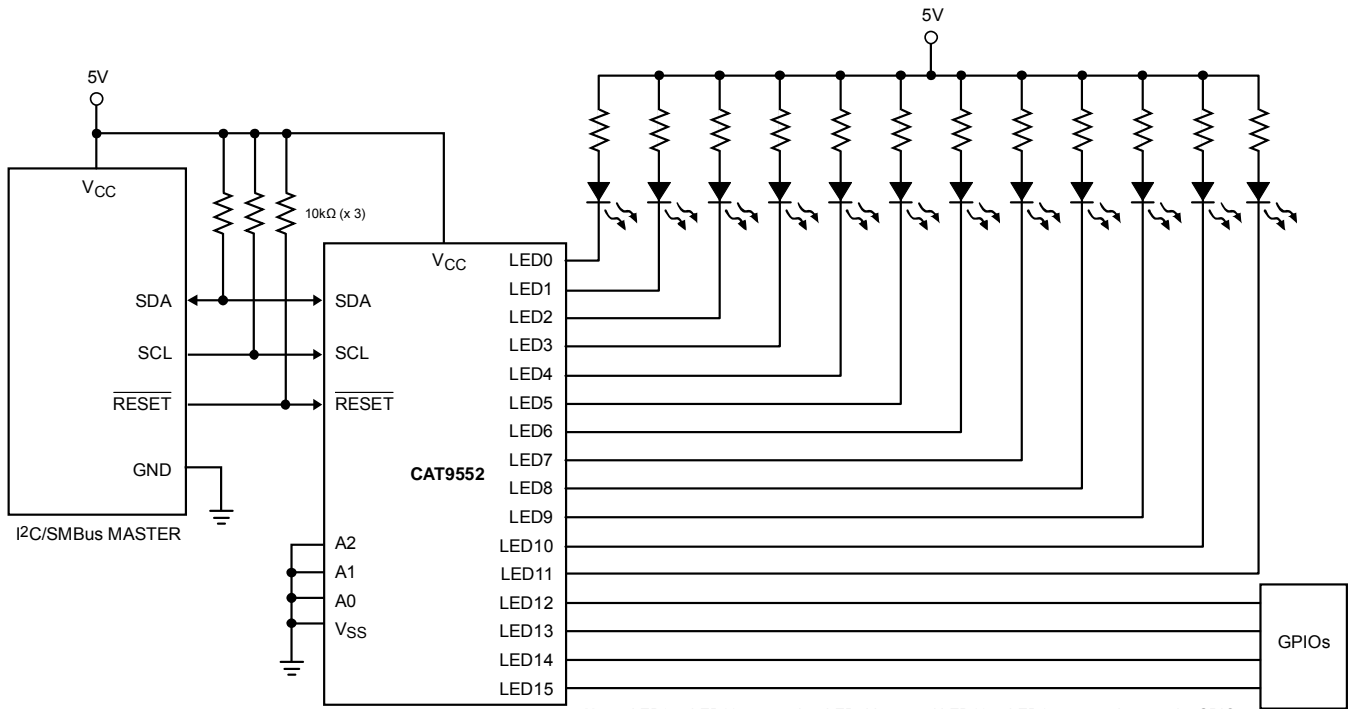 5V
5V
VCC
10kΩ (x 3)
SDA
SCL
RESET
GND
I2C/SMBus MASTER
VCC
SDA
SCL
RESET
CAT9552
A2
A1
A0
VSS
LED0
LED1
LED2
LED3
LED4
LED5
LED6
LED7
LED8
LED9
LED10
LED11
LED12
LED13
LED14
LED15
GPIOs